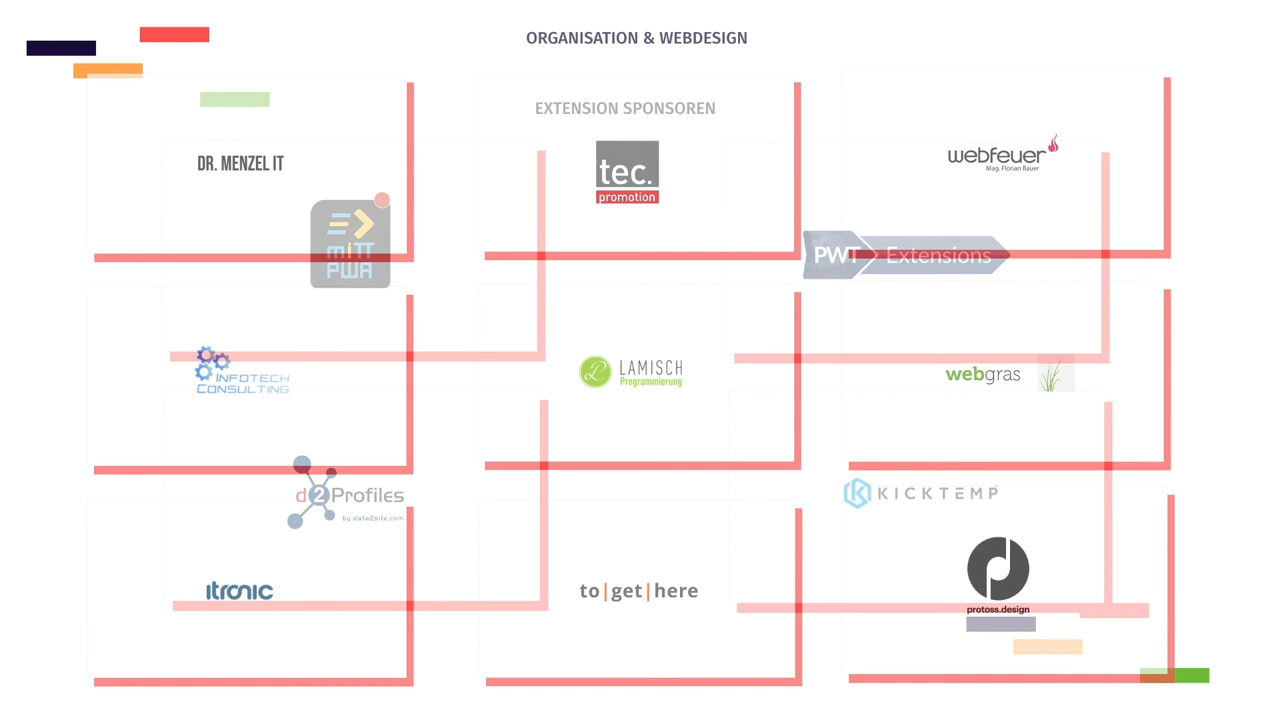 ORGANISATION & WEBDESIGN
EXTENSION SPONSOREN
DR. MENZEL IT
tec.
promotion
webfeuer
Mag. Florian Bauer
miTT
PWA
PWT Extensions
INFOTECH
CONSULTING
L LAMISCH
Programmierung
webgras
d2Profiles
by data2site.com
KICKTEMP
itronic
to|get|here
protoss.design